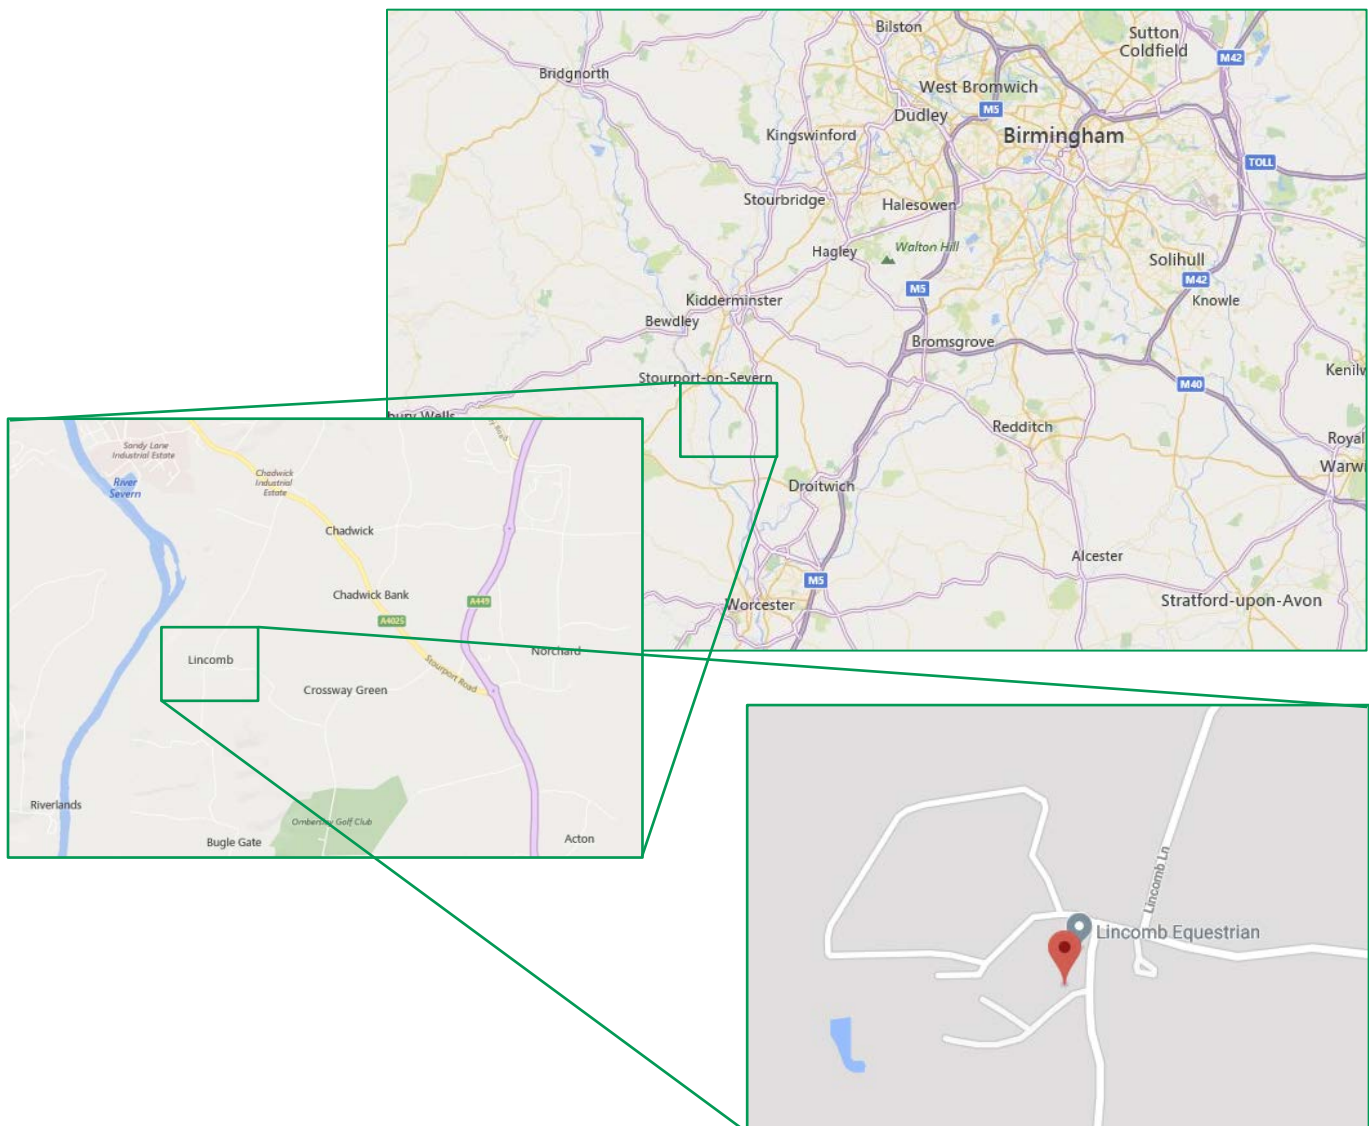 Bilston
Sutton
Coldfield
M42
Bridgnorth
West Bromwich
M5
Dudley
Kingswinford
Birmingham
TOLL
Stourbridge
Halesowen
Hagley
Walton Hill
Solihull
M42
M5
Knowle
Kidderminster
Bewdley
Bromsgrove
Stourport-on-Severn
M40
Redditch
Royal
Droitwich
Alcester
M5
Worcester
Stratford-upon-Avon
Sandy Lane
Industrial Estate
River
Severn
Chadwick
Industrial
Estate
Chadwick
Chadwick Bank
A449
A4025
Lincomb
Norchard
Stourport Road
Crossway Green
Riverlands
Ombersley Golf Club
Bugle Gate
Acton
Lincomb Ln
Lincomb Equestrian